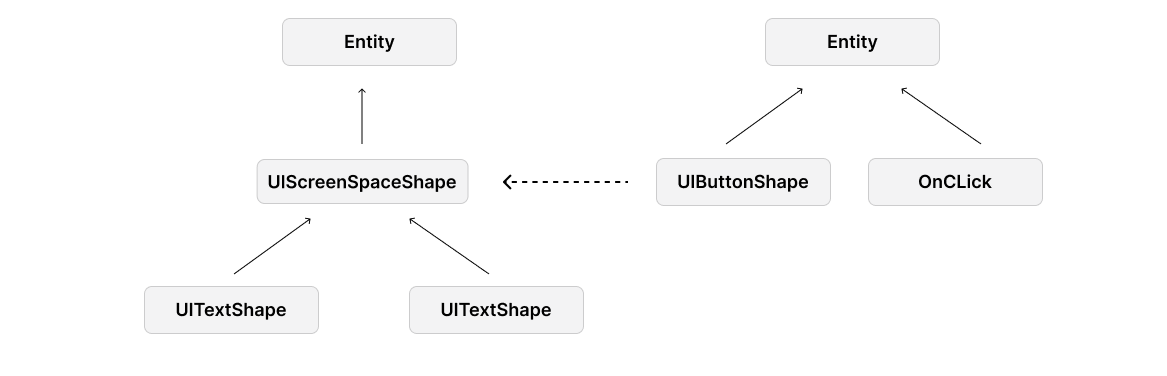 Entity
Entity
UIScreenSpaceShape
UIButtonShape
OnCLick
UITextShape
UITextShape